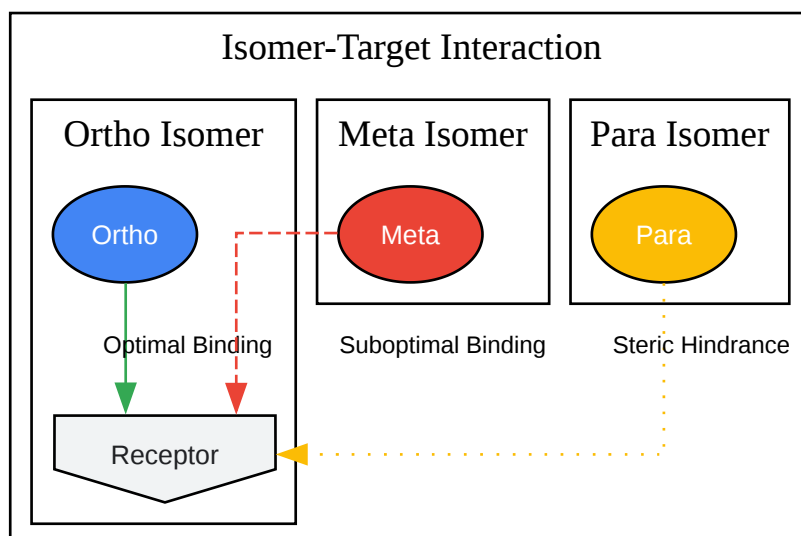 Isomer-Target Interaction
Ortho Isomer
Meta Isomer
Para Isomer
Ortho
Meta
Para
Optimal Binding
Suboptimal Binding
Steric Hindrance
Receptor